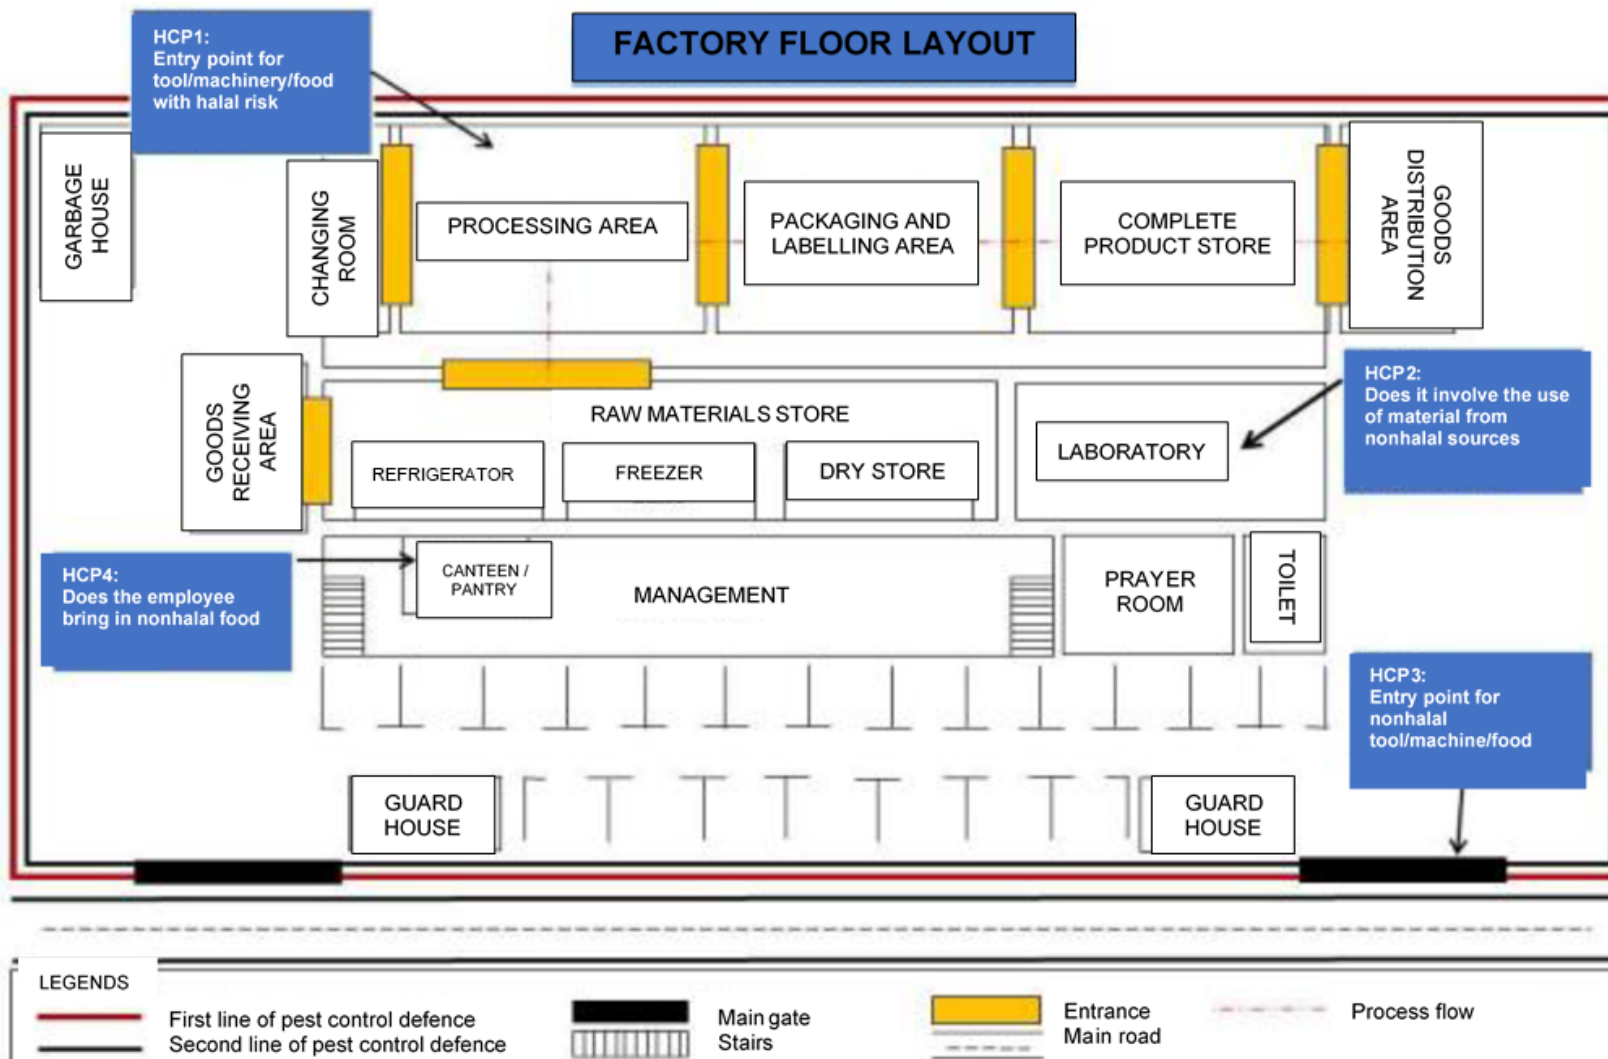 FACTORY FLOOR LAYOUT
HCP1:
Entry point for
tool/machinery/food
with halal risk
GARBAGE
HOUSE
CHANGING
ROOM
PROCESSING AREA
PACKAGING AND
LABELLING AREA
COMPLETE
PRODUCT STORE
GOODS
DISTRIBUTION
AREA
GOODS
RECEIVING
AREA
RAW MATERIALS STORE
REFRIGERATOR
FREEZER
DRY STORE
LABORATORY
HCP2:
Does it involve the use
of material from
nonhalal sources
HCP4:
Does the employee
bring in nonhalal food
CANTEEN /
PANTRY
MANAGEMENT
PRAYER
ROOM
TOILET
HCP3:
Entry point for
nonhalal
tool/machine/food
GUARD
HOUSE
GUARD
HOUSE
LEGENDS
First line of pest control defence
Second line of pest control defence
Main gate
Stairs
Entrance
Main road
Process flow